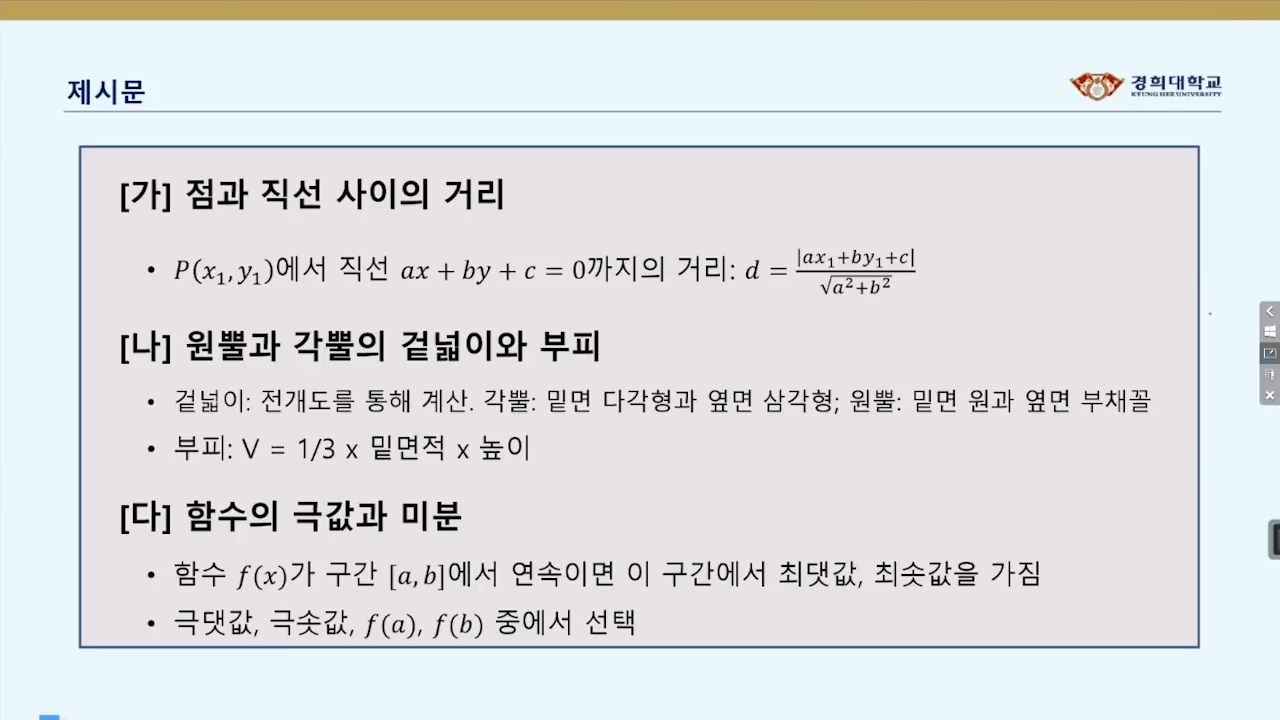 제시문
경희대학교
KYUNG HEE UNIVERSITY
[가] 점과 직선 사이의 거리
• P(x₁, y₁)에서 직선 ax + by + c = 0까지의 거리: d = |ax₁+by₁+c| / √(a²+b²)
[나] 원뿔과 각뿔의 겉넓이와 부피
• 겉넓이: 전개도를 통해 계산. 각뿔: 밑면 다각형과 옆면 삼각형; 원뿔: 밑면 원과 옆면 부채꼴
• 부피: V = 1/3 x 밑면적 x 높이
[다] 함수의 극값과 미분
• 함수 f(x)가 구간 [a, b]에서 연속이면 이 구간에서 최댓값, 최솟값을 가짐
• 극댓값, 극솟값, f(a), f(b) 중에서 선택